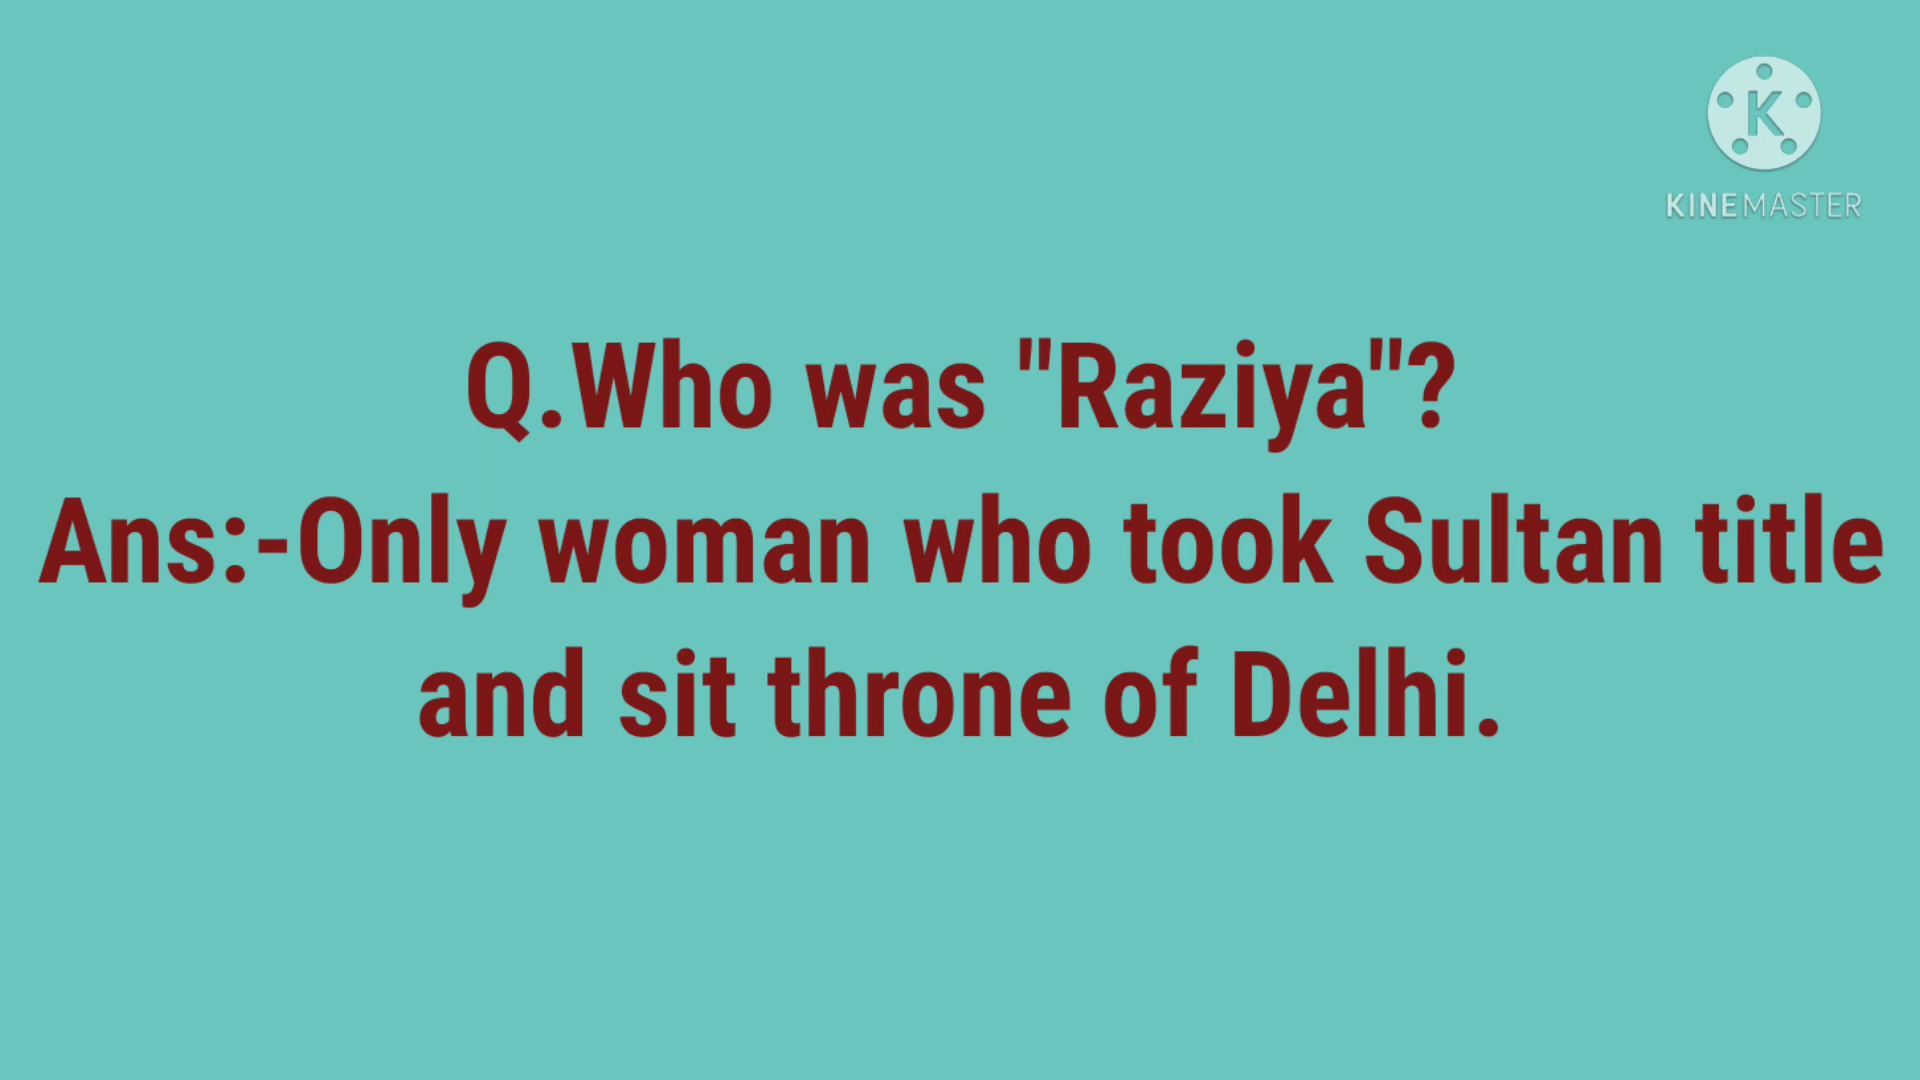 K
KINEMASTER
Q.Who was "Raziya"?
Ans:-Only woman who took Sultan title
and sit throne of Delhi.